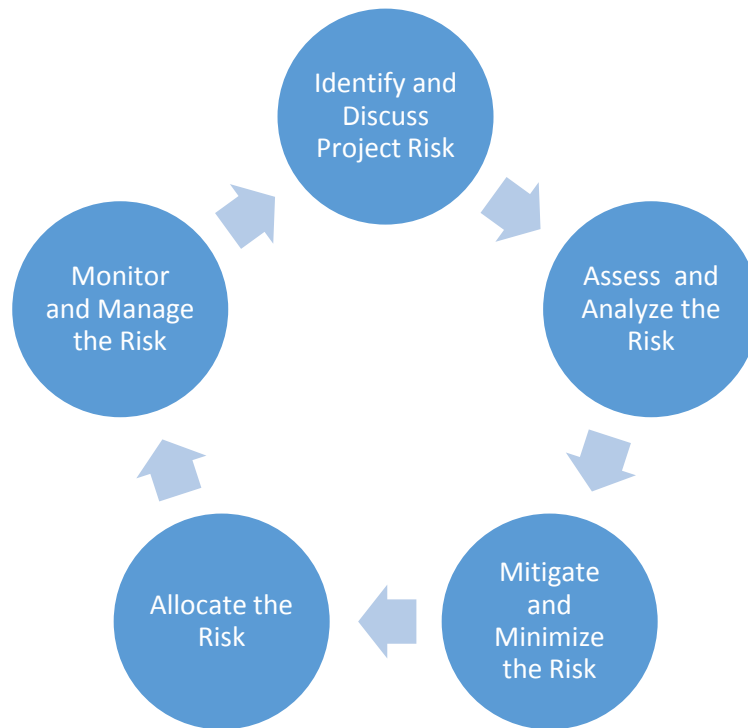 Identify and
Discuss
Project Risk
Assess  and
Analyze the
Risk
Mitigate
and
Minimize
the Risk
Allocate the
Risk
Monitor
and Manage
the Risk